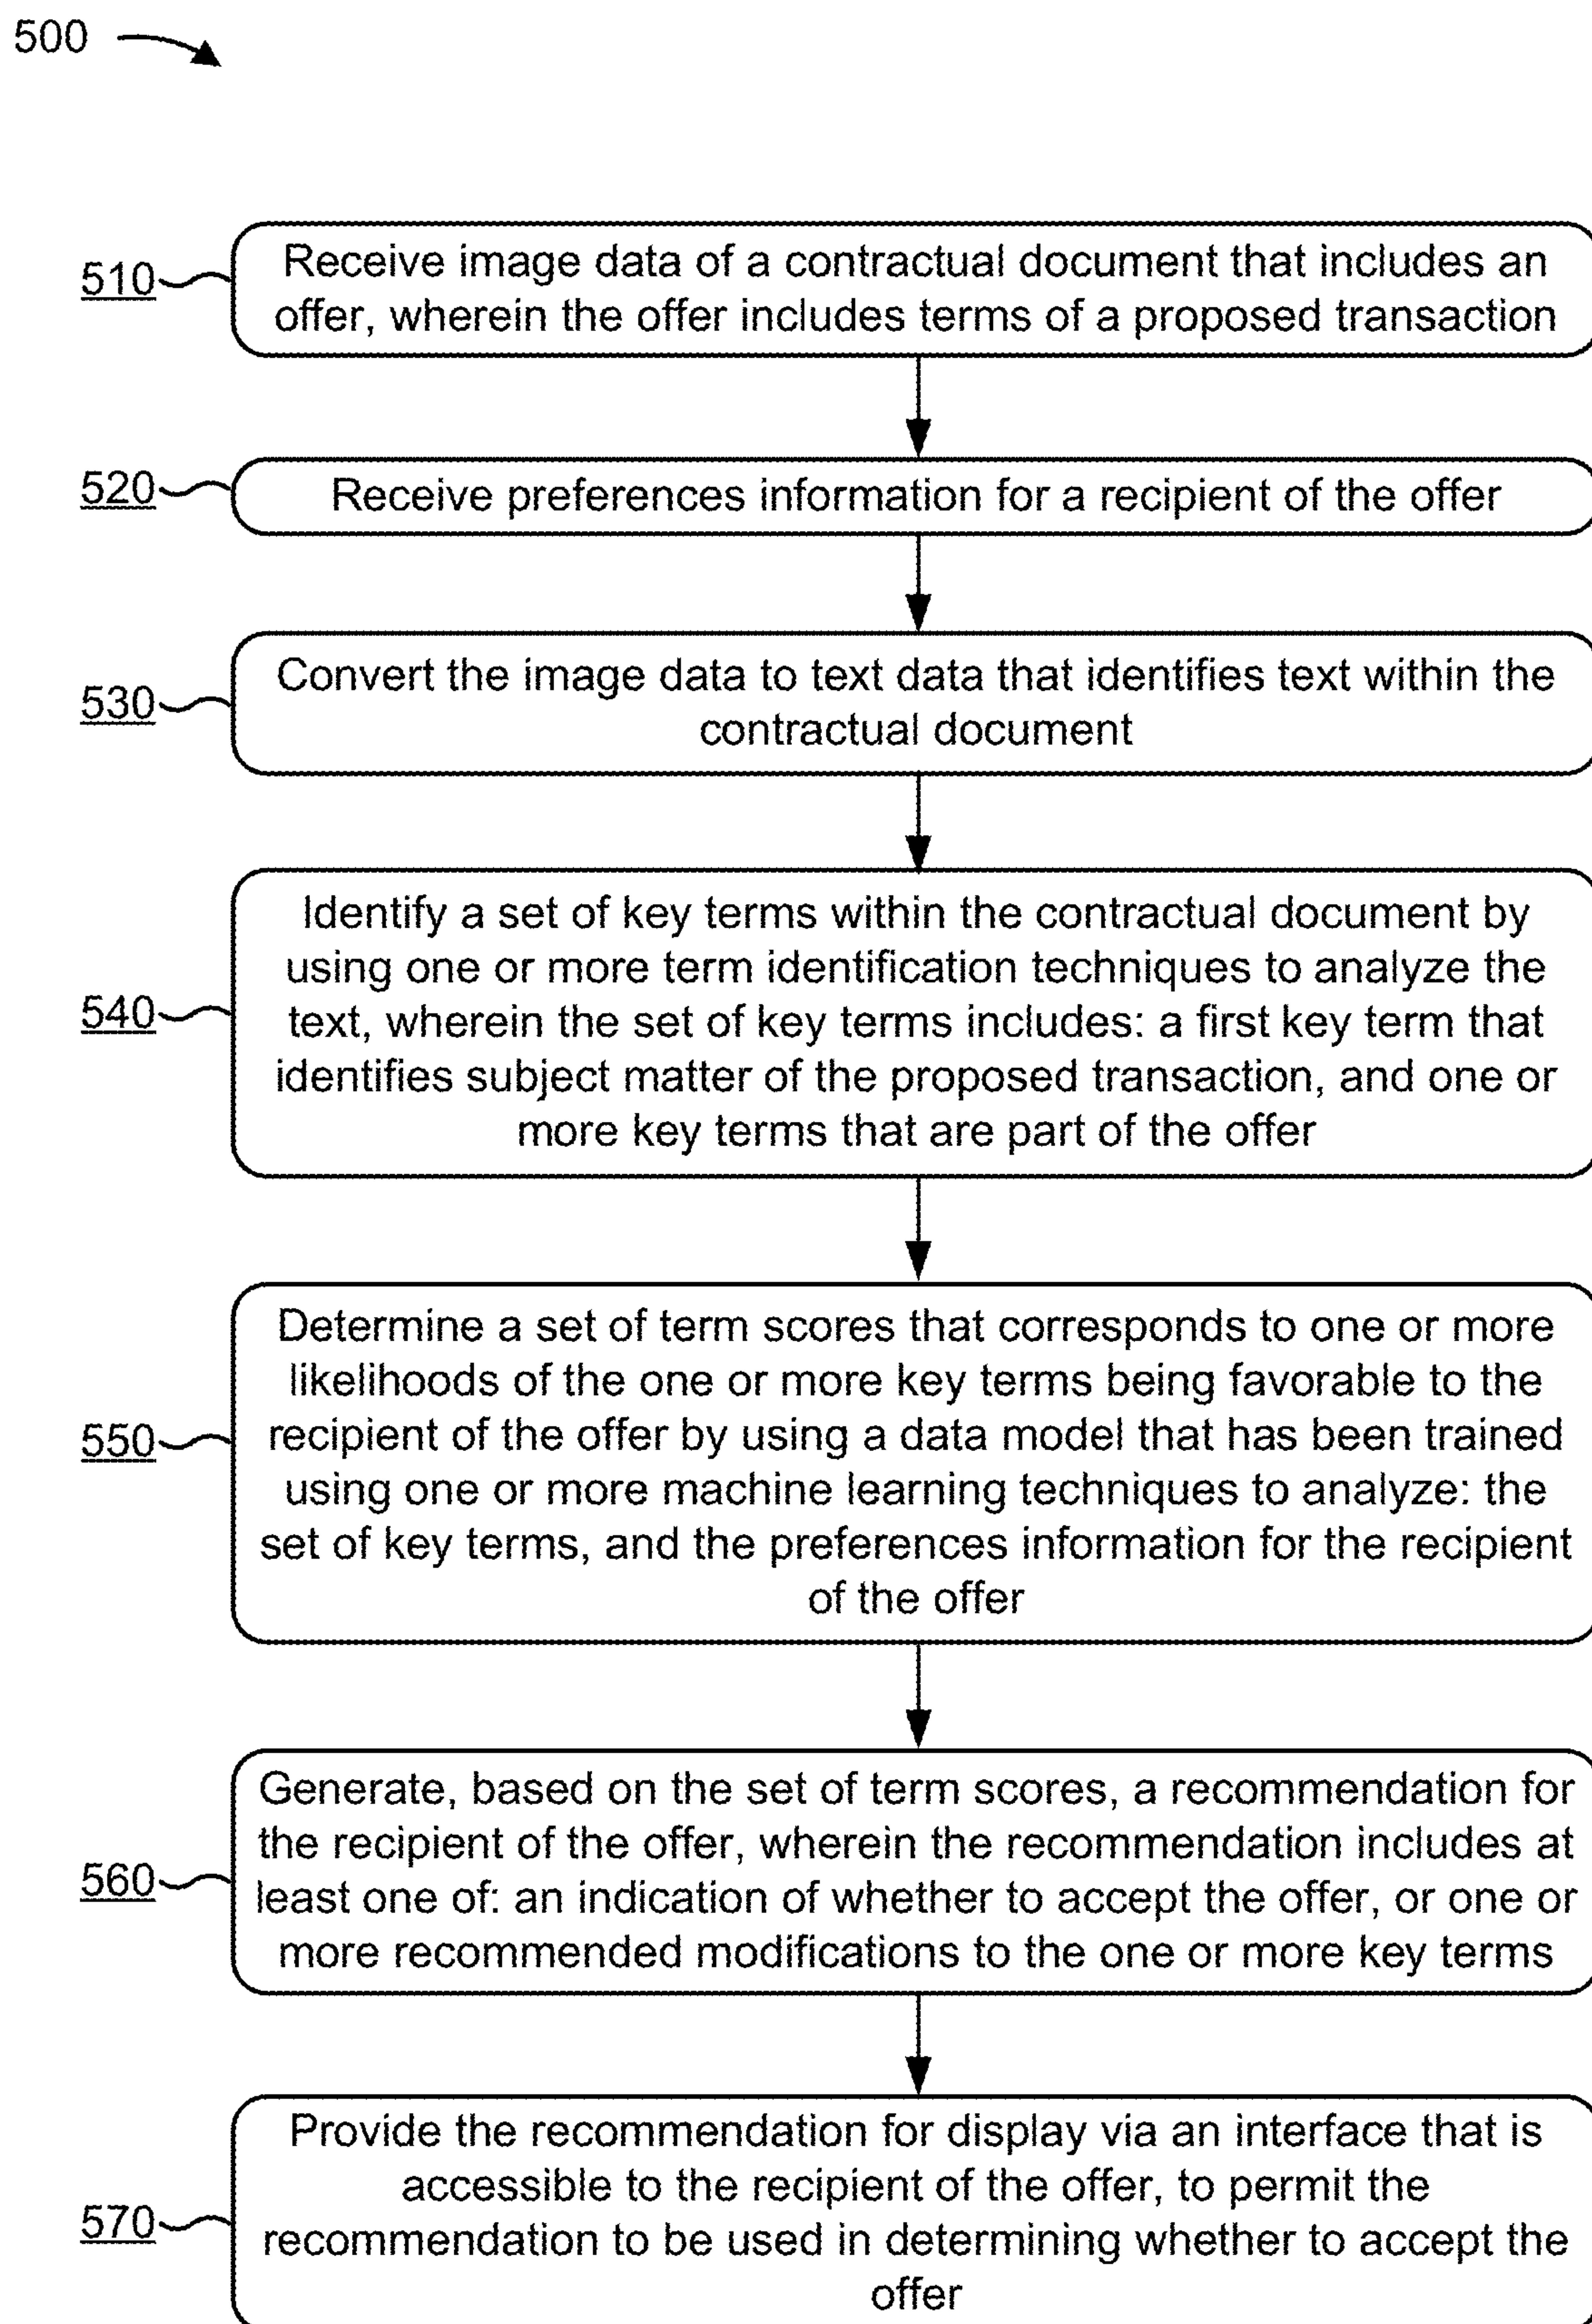 500
510
Receive image data of a contractual document that includes an
offer, wherein the offer includes terms of a proposed transaction
520
Receive preferences information for a recipient of the offer
530
Convert the image data to text data that identifies text within the
contractual document
540
Identify a set of key terms within the contractual document by
using one or more term identification techniques to analyze the
text, wherein the set of key terms includes: a first key term that
identifies subject matter of the proposed transaction, and one or
more key terms that are part of the offer
550
Determine a set of term scores that corresponds to one or more
likelihoods of the one or more key terms being favorable to the
recipient of the offer by using a data model that has been trained
using one or more machine learning techniques to analyze: the
set of key terms, and the preferences information for the recipient
of the offer
560
Generate, based on the set of term scores, a recommendation for
the recipient of the offer, wherein the recommendation includes at
least one of: an indication of whether to accept the offer, or one or
more recommended modifications to the one or more key terms
570
Provide the recommendation for display via an interface that is
accessible to the recipient of the offer, to permit the
recommendation to be used in determining whether to accept the
offer